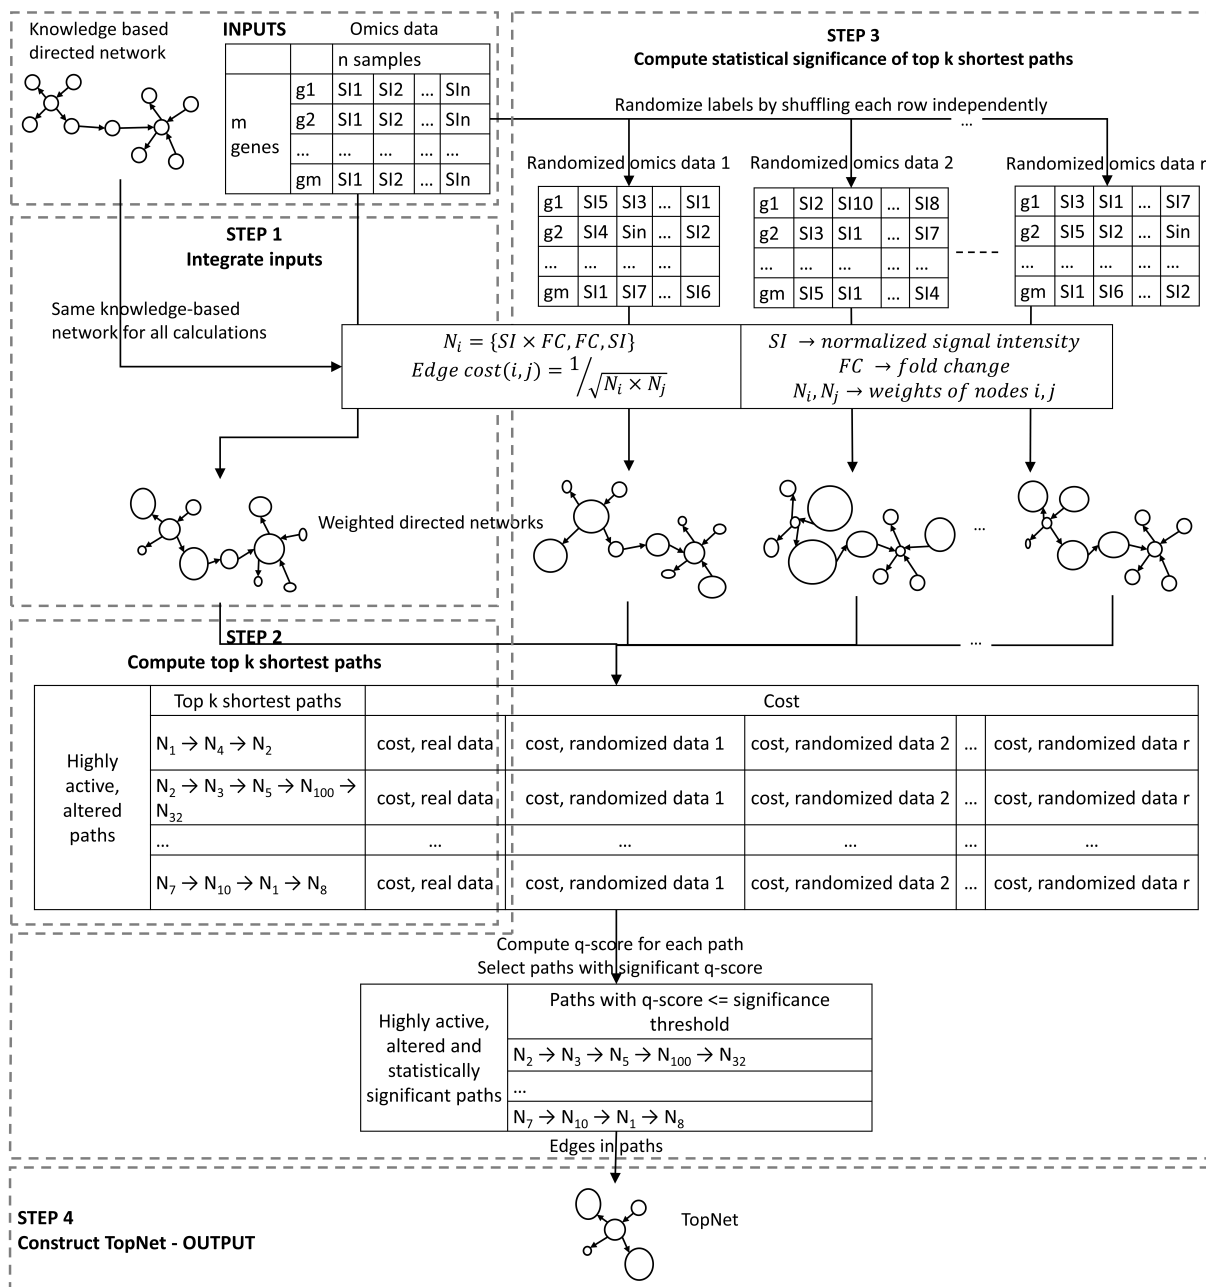 Knowledge based
directed network
INPUTS
Omics data
n samples
m
genes
g1 SI1 SI2 ... SIn
g2 SI1 SI2 ... SIn
... ... ... ... ...
gm SI1 SI2 ... SIn
STEP 3
Compute statistical significance of top k shortest paths
Randomize labels by shuffling each row independently
...
Randomized omics data 1
g1 SI5 SI3 ... SI1
g2 SI4 Sin ... SI2
... ... ... ...
gm SI1 SI7 ... SI6
Randomized omics data 2
g1 SI2 SI10 ... SI8
g2 SI3 SI1 ... SI7
... ... ... ... ...
gm SI5 SI1 ... SI4
Randomized omics data r
g1 SI3 SI1 ... SI7
g2 SI5 SI2 ... Sin
... ... ... ... ...
gm SI1 SI6 ... SI2
STEP 1
Integrate inputs
Same knowledge-based
network for all calculations
N_i = {SI × FC, FC, SI}
Edge cost(i, j) = 1/√(N_i × N_j)
SI → normalized signal intensity
FC → fold change
N_i, N_j → weights of nodes i, j
Weighted directed networks
...
STEP 2
Compute top k shortest paths
...
Highly
active,
altered
paths
Top k shortest paths
Cost
N₁ → N₄ → N₂
cost, real data cost, randomized data 1 cost, randomized data 2 ... cost, randomized data r
N₂ → N₃ → N₅ → N₁₀₀ →
N₃₂
cost, real data cost, randomized data 1 cost, randomized data 2 ... cost, randomized data r
... ... ... ... ... ...
N₇ → N₁₀ → N₁ → N₈
cost, real data cost, randomized data 1 cost, randomized data 2 ... cost, randomized data r
Compute q-score for each path
Select paths with significant q-score
Highly active,
altered and
statistically
significant paths
Paths with q-score <= significance
threshold
N₂ → N₃ → N₅ → N₁₀₀ → N₃₂
...
N₇ → N₁₀ → N₁ → N₈
Edges in paths
STEP 4
Construct TopNet - OUTPUT
TopNet